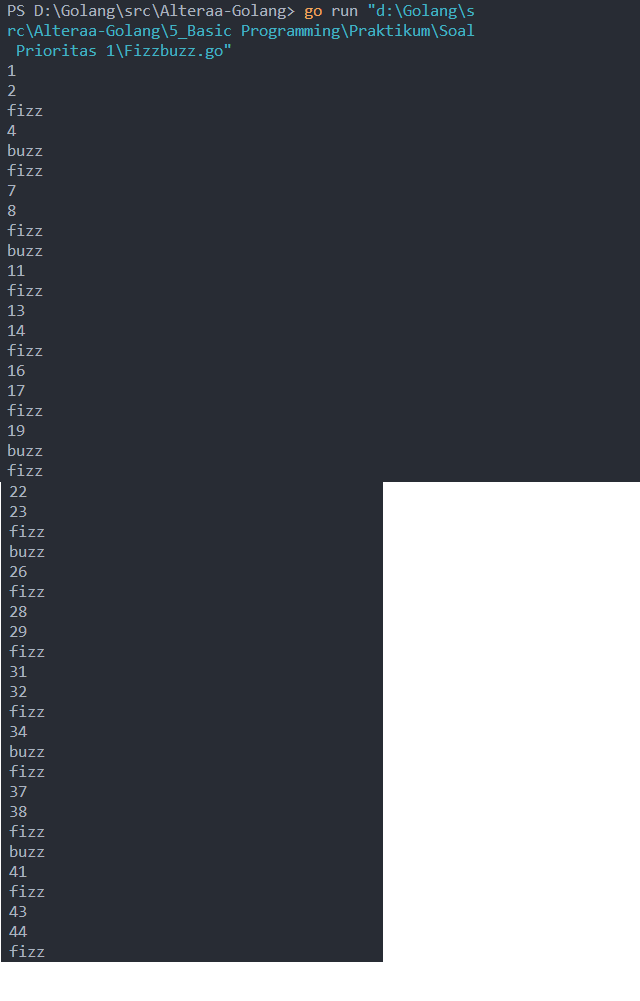 PS D:\Golang\src\Alteraa-Golang> go run "d:\Golang\s
rc\Alteraa-Golang\5_Basic Programming\Praktikum\Soal
 Prioritas 1\Fizzbuzz.go"
1
2
fizz
4
buzz
fizz
7
8
fizz
buzz
11
fizz
13
14
fizz
16
17
fizz
19
buzz
fizz
22
23
fizz
buzz
26
fizz
28
29
fizz
31
32
fizz
34
buzz
fizz
37
38
fizz
buzz
41
fizz
43
44
fizz